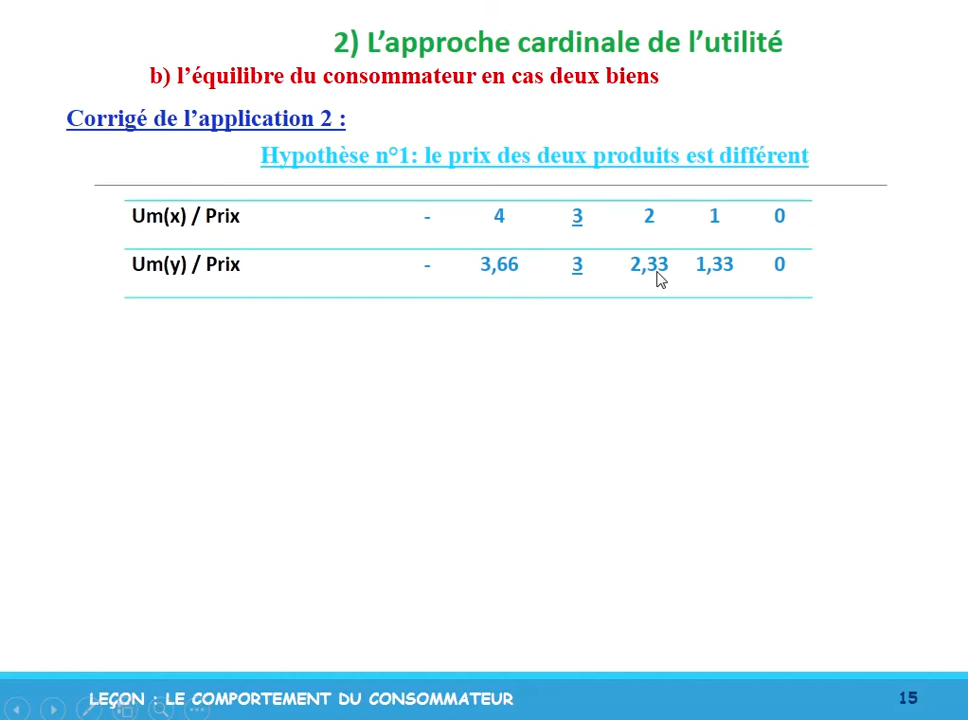 2) L’approche cardinale de l’utilité
b) l’équilibre du consommateur en cas deux biens
Corrigé de l’application 2 :
Hypothèse n°1: le prix des deux produits est différent
Um(x) / Prix - 4 3 2 1 0
Um(y) / Prix - 3,66 3 2,33 1,33 0
LEÇON : LE COMPORTEMENT DU CONSOMMATEUR 15